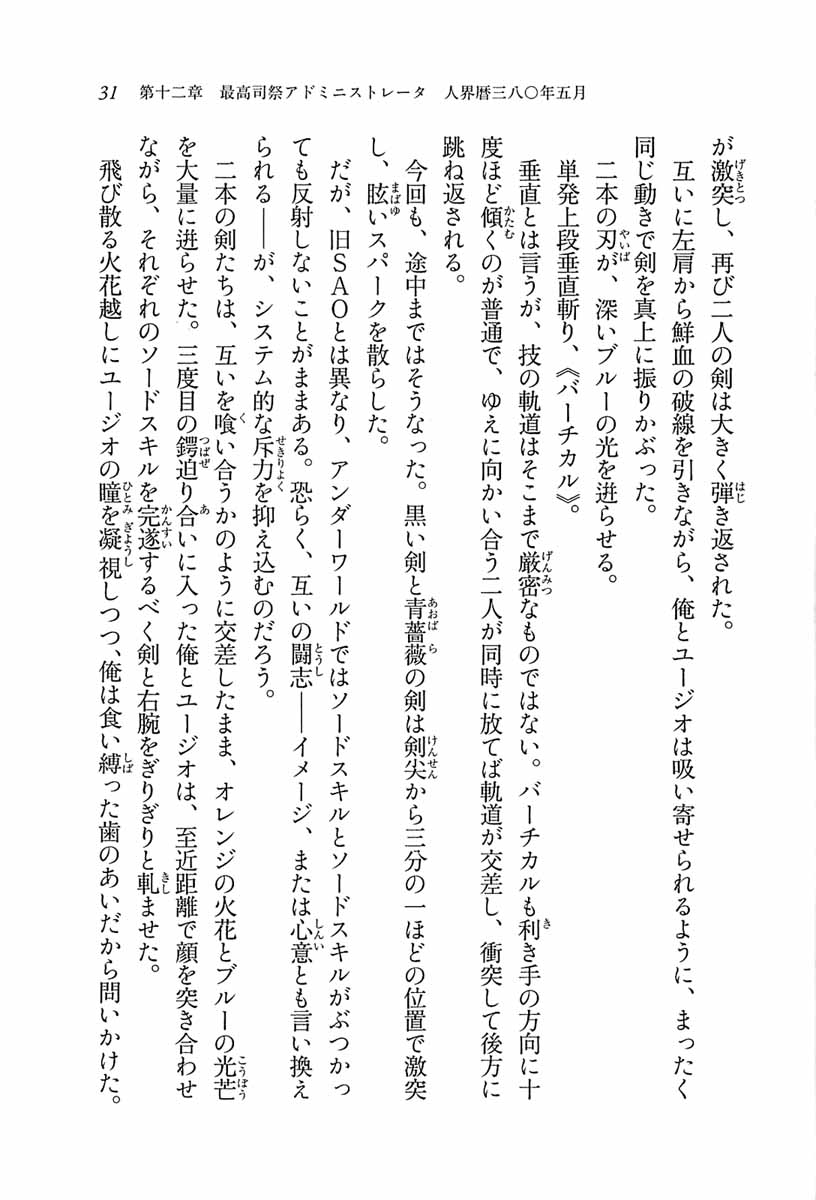 31 第十二章 最高司祭アドミニストレータ 人界暦三八〇年五月
が激突し、再び二人の剣は大きく弾き返された。
互いに左肩から鮮血の破線を引きながら、俺とユージオは吸い寄せられるように、まったく
同じ動きで剣を真上に振りかぶった。
二本の刃が、深いブルーの光を迸らせる。
単発上段垂直斬り、《バーチカル》。
垂直とは言うが、技の軌道はそこまで厳密なものではない。バーチカルも利き手の方向に十
度ほど傾くのが普通で、ゆえに向かい合う二人が同時に放てば軌道が交差し、衝突して後方に
跳ね返される。
今回も、途中まではそうなった。黒い剣と青薔薇の剣は剣尖から三分の一ほどの位置で激突
し、眩いスパークを散らした。
だが、旧SAOとは異なり、アンダーワールドではソードスキルとソードスキルがぶつかっ
ても反射しないことがままある。恐らく、互いの闘志――イメージ、または心意とも言い換え
られる――が、システム的な斥力を抑え込むのだろう。
二本の剣たちは、互いを喰い合うかのように交差したまま、オレンジの火花とブルーの光芒
を大量に迸らせた。三度目の鍔迫り合いに入った俺とユージオは、至近距離で顔を突き合わせ
ながら、それぞれのソードスキルを完遂するべく剣と右腕をぎりぎりと軋ませた。
飛び散る火花越しにユージオの瞳を凝視しつつ、俺は食い縛った歯のあいだから問いかけた。